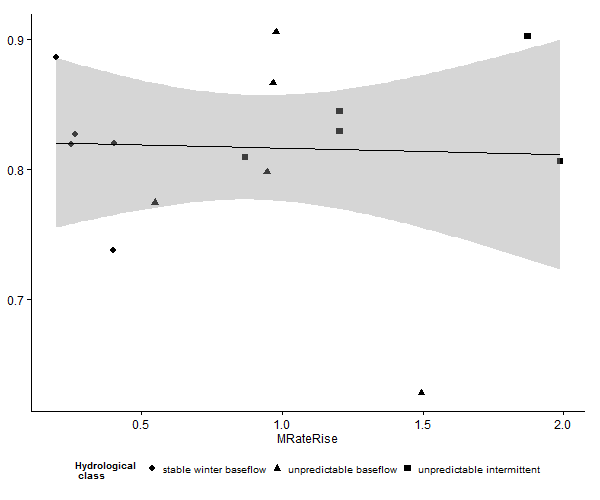 0.9
0.8
0.7
0.5 1.0 1.5 2.0
MRateRise
Hydrological
class
stable winter baseflow unpredictable baseflow unpredictable intermittent